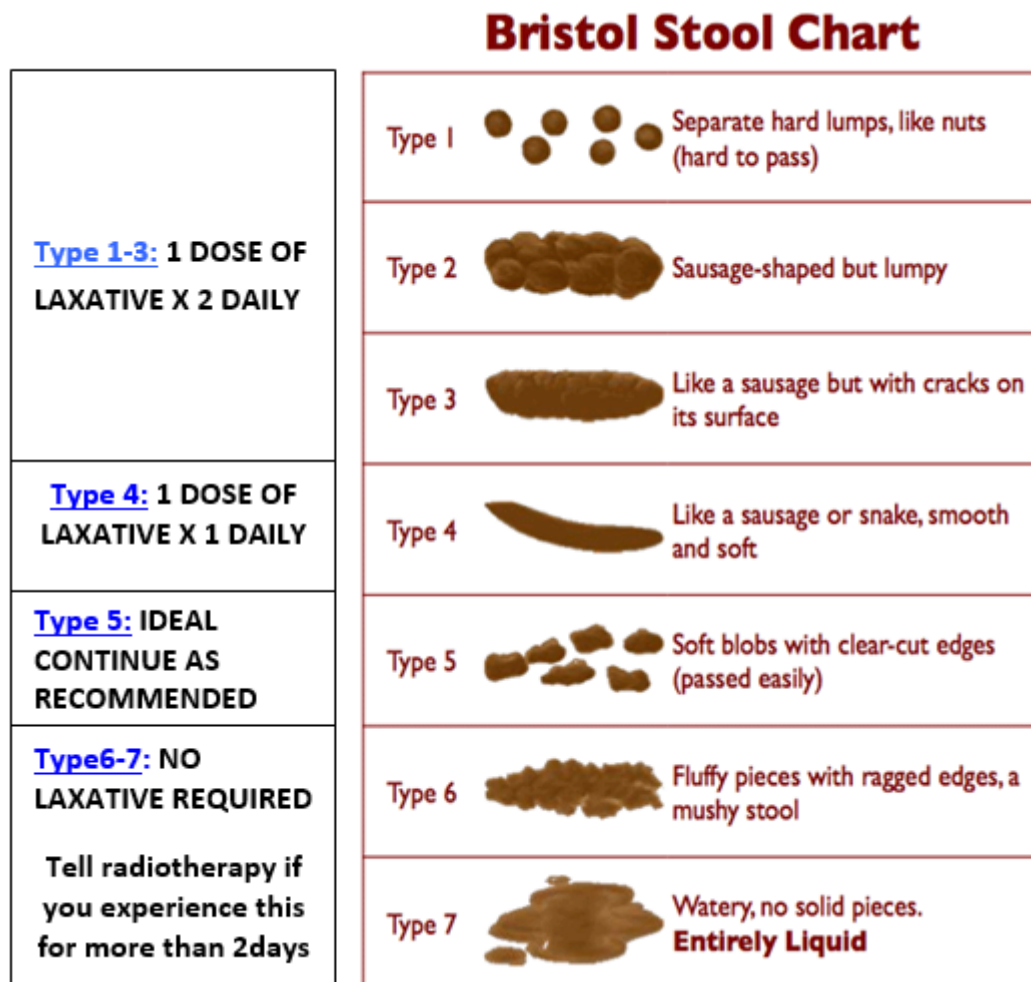 Bristol Stool Chart
Type 1-3: 1 DOSE OF
LAXATIVE X 2 DAILY
Type 4: 1 DOSE OF
LAXATIVE X 1 DAILY
Type 5: IDEAL
CONTINUE AS
RECOMMENDED
Type6-7: NO
LAXATIVE REQUIRED
Tell radiotherapy if
you experience this
for more than 2days
Type 1
Separate hard lumps, like nuts
(hard to pass)
Type 2
Sausage-shaped but lumpy
Type 3
Like a sausage but with cracks on
its surface
Type 4
Like a sausage or snake, smooth
and soft
Type 5
Soft blobs with clear-cut edges
(passed easily)
Type 6
Fluffy pieces with ragged edges, a
mushy stool
Type 7
Watery, no solid pieces.
Entirely Liquid